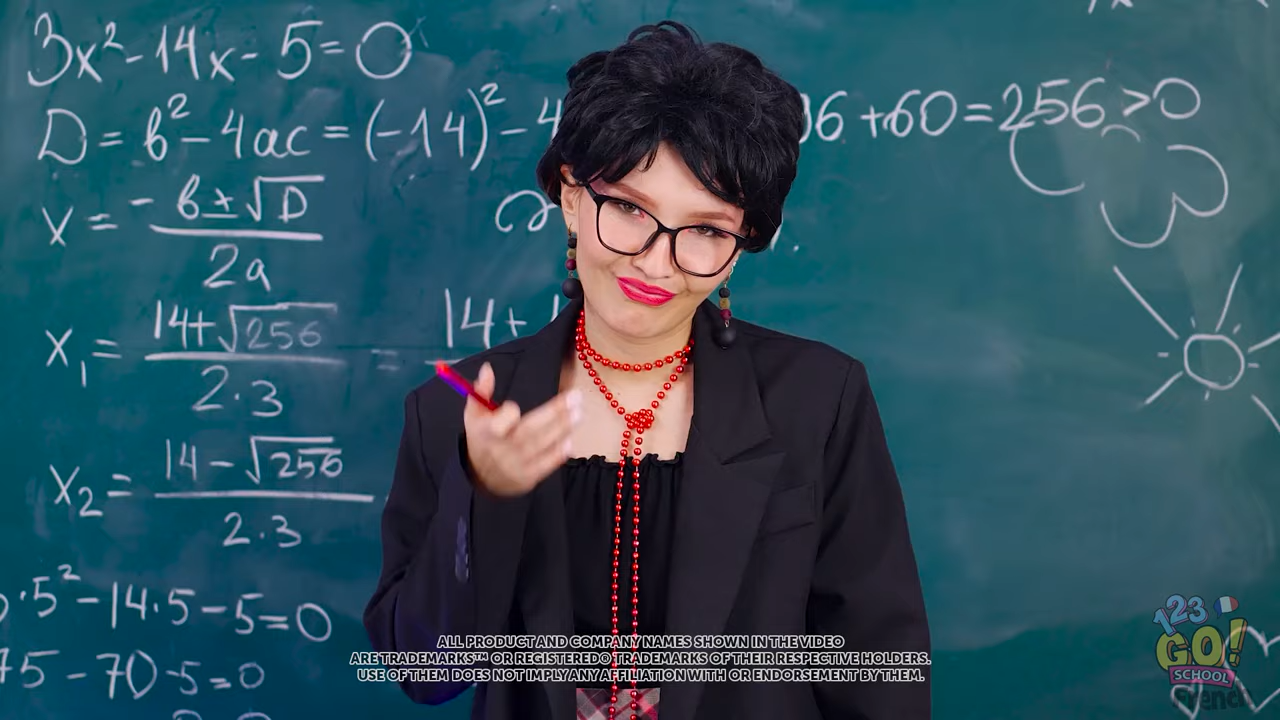 3x²-14x-5=0
D=b²-4ac=(-14)²-4 96+60=256>0
x=-b±√D/2a
x₁=14+√256/2·3 = 14+
x₂=14-√256/2·3
·5²-14·5-5=0
75-70-5=0
ALL PRODUCT AND COMPANY NAMES SHOWN IN THE VIDEO
ARE TRADEMARKS™ OR REGISTEREDO TRADEMARKS OF THEIR RESPECTIVE HOLDERS.
USE OF THEM DOES NOT IMPLY ANY AFFILIATION WITH OR ENDORSEMENT BY THEM.
123
GO!
SCHOOL
French